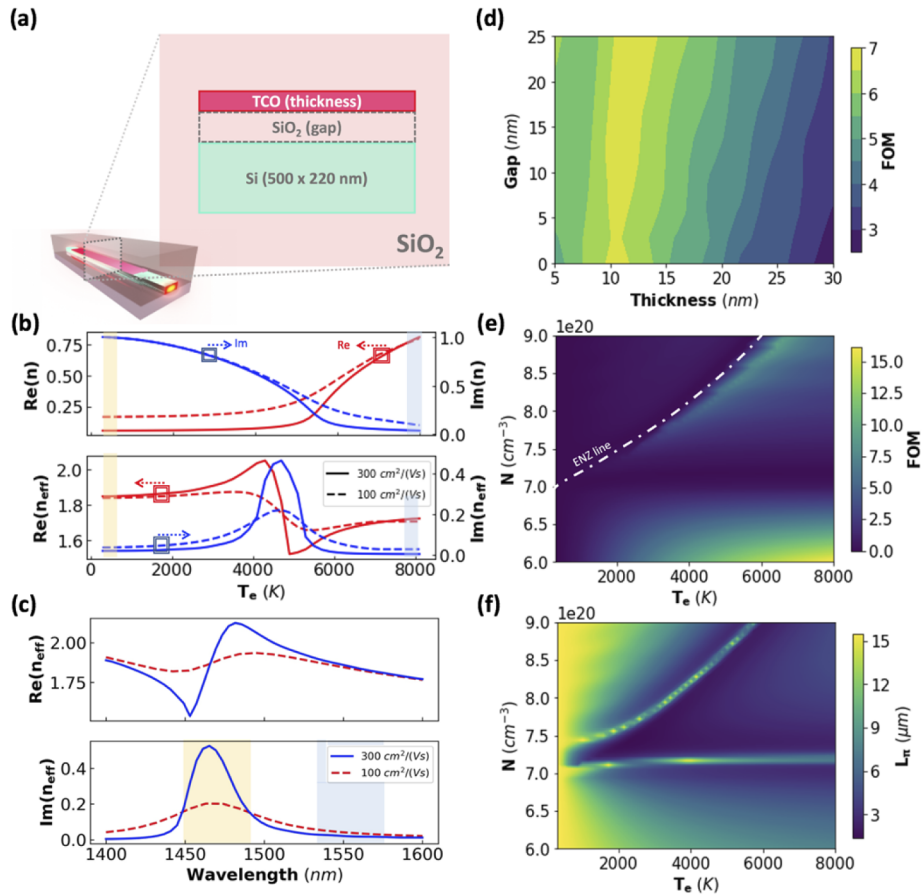 (a)
TCO (thickness)
SiO₂ (gap)
Si (500 x 220 nm)
SiO₂
(b)
Re(n)
0.75
0.50
0.25
Im
Re
1.0
0.5
0.0
Im(n)
Re(n_eff)
2.0
1.8
1.6
300 cm²/(Vs)
100 cm²/(Vs)
0.4
0.2
0.0
Im(n_eff)
0 2000 4000 6000 8000
T_e (K)
(c)
Re(n_eff)
2.00
1.75
Im(n_eff)
0.4
0.2
0.0
300 cm²/(Vs)
100 cm²/(Vs)
1400 1450 1500 1550 1600
Wavelength (nm)
(d)
Gap (nm)
25
20
15
10
5
0
5 10 15 20 25 30
Thickness (nm)
7
6
5
4
3
FOM
(e)
9.0
1e20
8.5
8.0
7.5
7.0
6.5
6.0
N (cm⁻³)
ENZ line
2000 4000 6000 8000
T_e (K)
15.0
12.5
10.0
7.5
5.0
2.5
0.0
FOM
(f)
9.0
1e20
8.5
8.0
7.5
7.0
6.5
6.0
N (cm⁻³)
2000 4000 6000 8000
T_e (K)
15
12
9
6
3
L_π (μm)